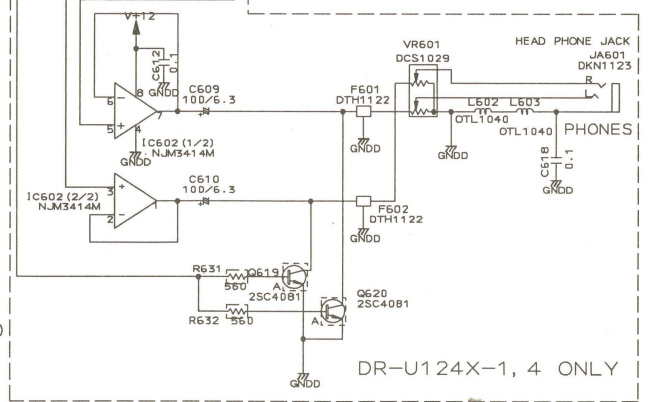 V+12
C612
0.1
GNDD
8
6
5
7
4
GNDD
C609
100/6.3
IC602 (1/2)
NJM3414M
VR601
DCS1029
HEAD PHONE JACK
JA601
DKN1123
R
L
F601
DTH1122
GNDD
GNDD
L602
L603
OTL1040
OTL1040
PHONES
C618
0.1
GNDD
IC602 (2/2)
NJM3414M
3
2
1
C610
100/6.3
F602
DTH1122
GNDD
R631
560
Q619
A
2SC4081
R632
560
A
Q620
2SC4081
GNDD
DR-U124X-1, 4 ONLY